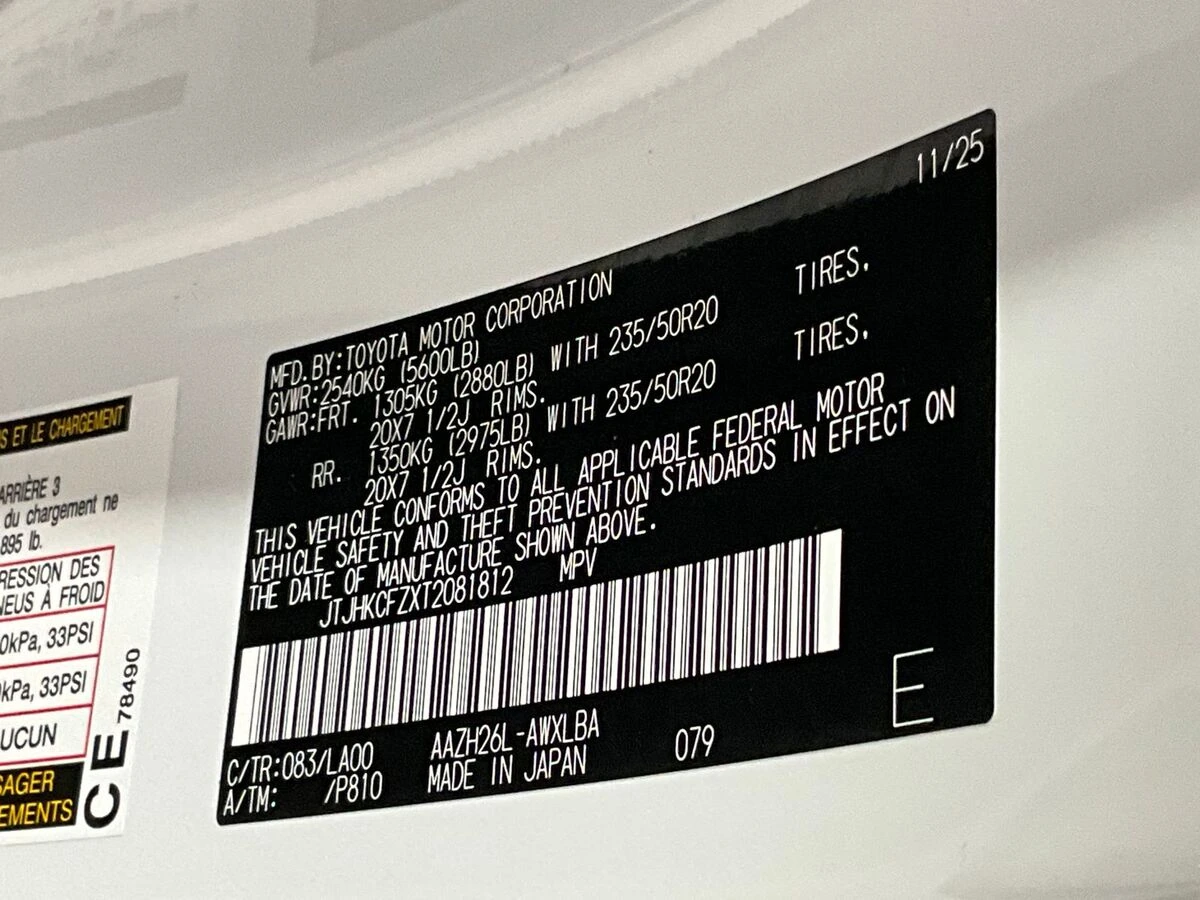 11/25
MFD. BY:TOYOTA MOTOR CORPORATION
GVWR:2540KG (5600LB)
GAWR:FRT. 1305KG (2880LB) WITH 235/50R20 TIRES,
20X7 1/2J RIMS.
RR. 1350KG (2975LB) WITH 235/50R20 TIRES,
20X7 1/2J RIMS.
THIS VEHICLE CONFORMS TO ALL APPLICABLE FEDERAL MOTOR
VEHICLE SAFETY AND THEFT PREVENTION STANDARDS IN EFFECT ON
THE DATE OF MANUFACTURE SHOWN ABOVE.
JTJHKCFZXT2081812 MPV
C/TR:083/LA00 AAZH26L-AWXLBA
A/TM: /P810 MADE IN JAPAN 079
E
ET LE CHARGEMENT
ARRIÈRE 3
du chargement ne
895 lb.
RESSION DES
NEUS À FROID
0kPa, 33PSI
kPa, 33PSI
UCUN
SAGER
EMENTS
CE 78490